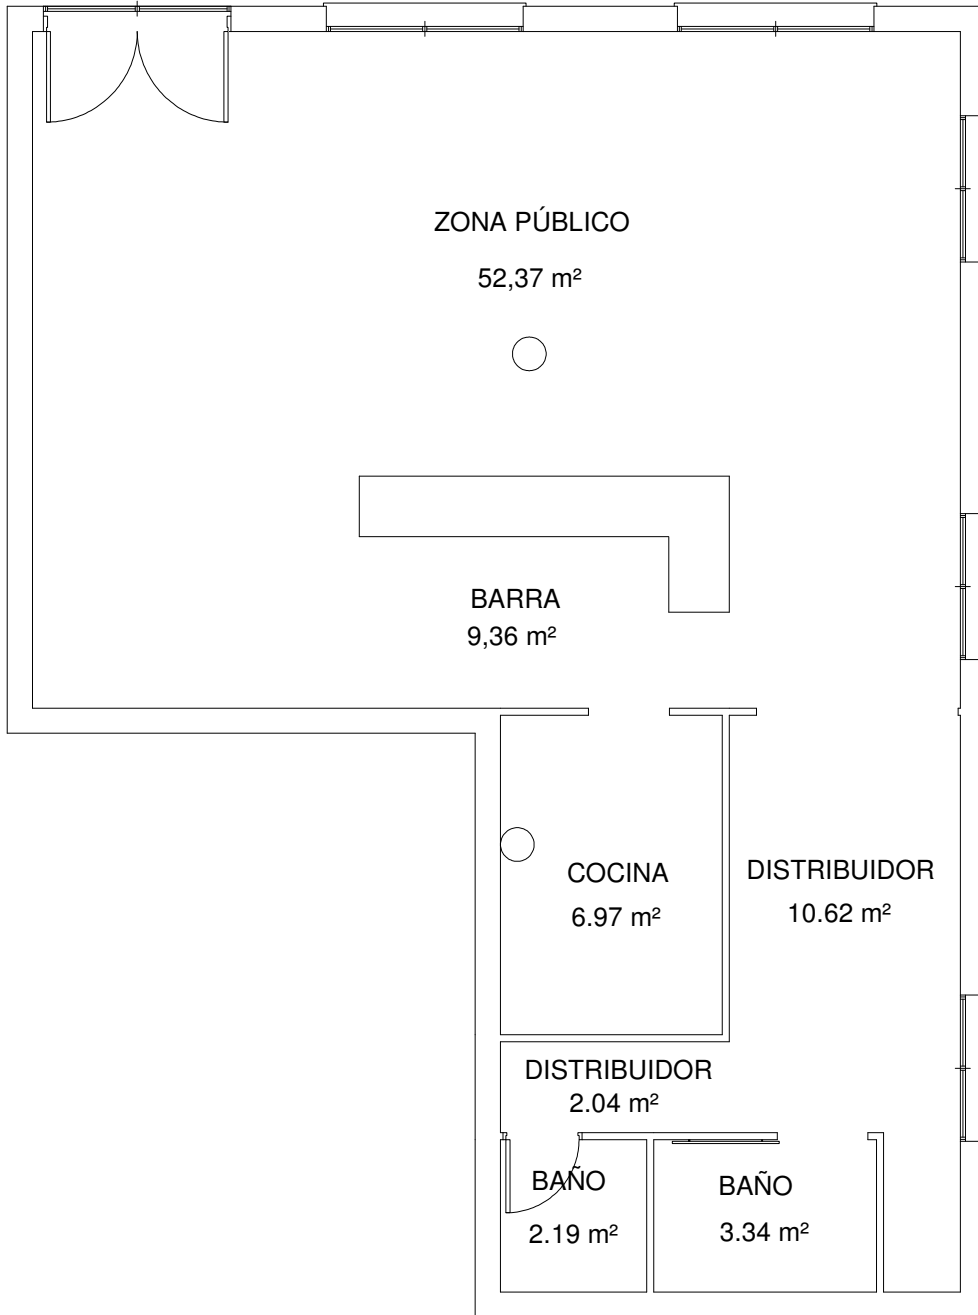 ZONA PÚBLICO
52,37 m²
BARRA
9,36 m²
COCINA
6.97 m²
DISTRIBUIDOR
10.62 m²
DISTRIBUIDOR
2.04 m²
BAÑO
2.19 m²
BAÑO
3.34 m²